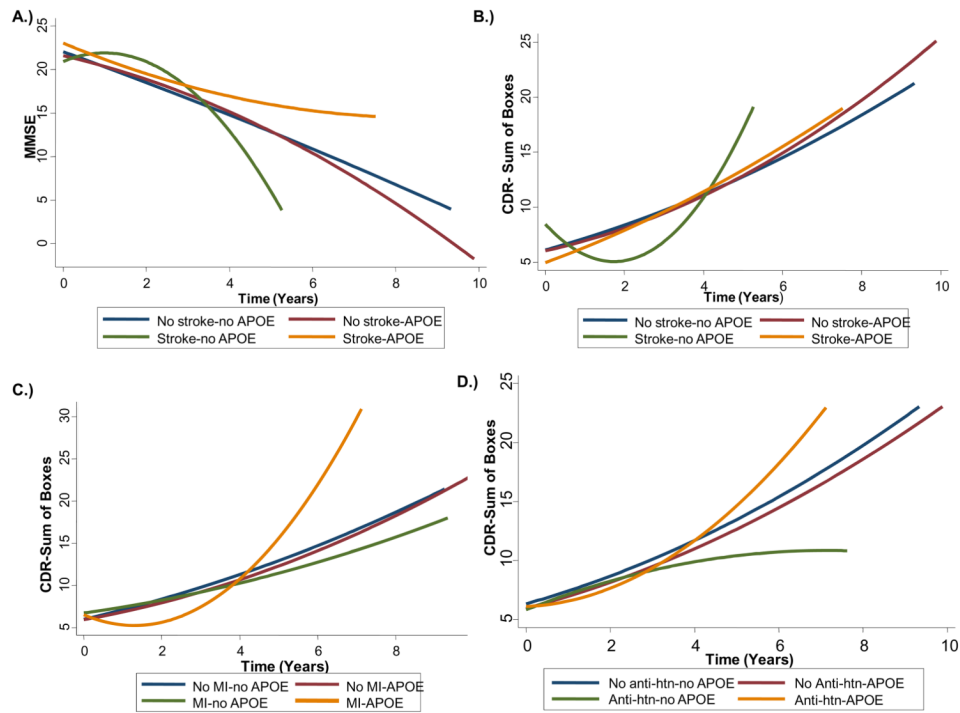 A.)
25
20
15
10
5
0
MMSE
0 2 4 6 8 10
Time (Years)
No stroke-no APOE No stroke-APOE
Stroke-no APOE Stroke-APOE
B.)
25
20
15
10
5
CDR- Sum of Boxes
0 2 4 6 8 10
Time (Years)
No stroke-no APOE No stroke-APOE
Stroke-no APOE Stroke-APOE
C.)
30
25
20
15
10
5
CDR-Sum of Boxes
0 2 4 6 8
Time (Years)
No MI-no APOE No MI-APOE
MI-no APOE MI-APOE
D.)
25
20
15
10
5
CDR-Sum of Boxes
0 2 4 6 8 10
Time (Years)
No anti-htn-no APOE No Anti-htn-APOE
Anti-htn-no APOE Anti-htn-APOE